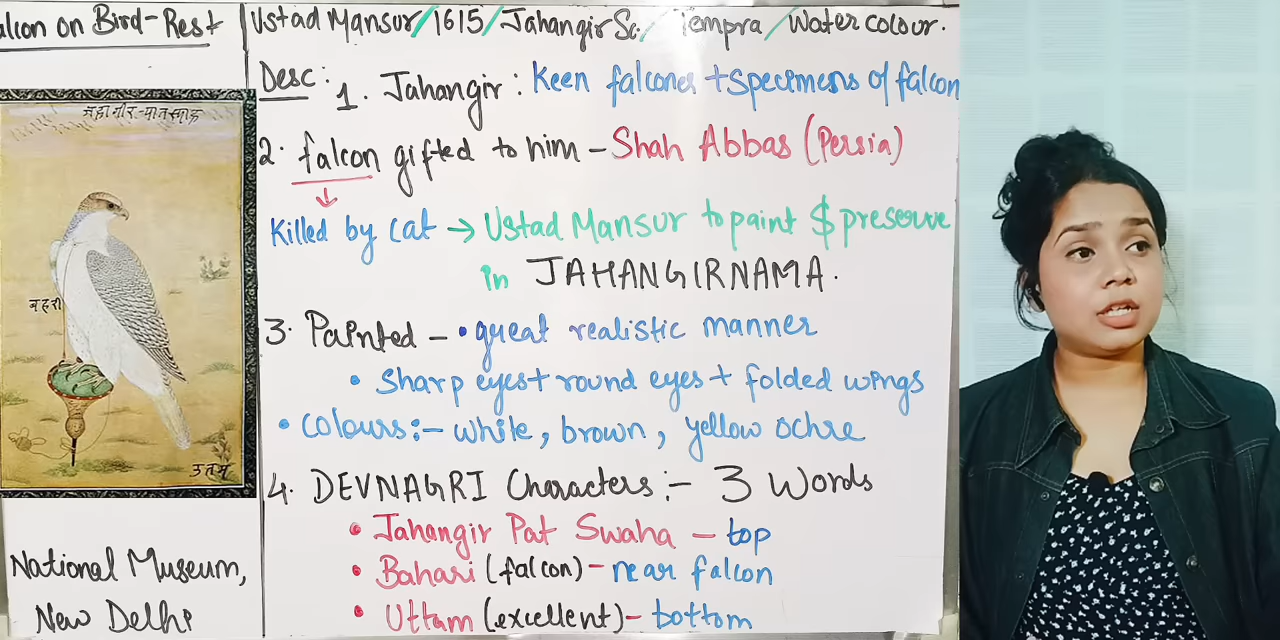 alcon on Bird-Rest
Ustad Mansur/1615/Jahangir Sc./Tempra/Water colour.
Desc: 1. Jahangir: Keen falconer + specimens of falcon
2. falcon gifted to him - Shah Abbas (Persia)
Killed by cat → Ustad Mansur to paint $ preserve
in JAHANGIRNAMA.
3. Painted - • great realistic manner
• Sharp eyes + round eyes + folded wings
• Colours:- white, brown, yellow ochre
4. DEVNAGRI Characters :- 3 Words
• Jahangir Pat Swaha - top
• Bahari (falcon) - near falcon
• Uttam (excellent) - bottom
बहरी
उत्तम
National Museum,
New Delhi